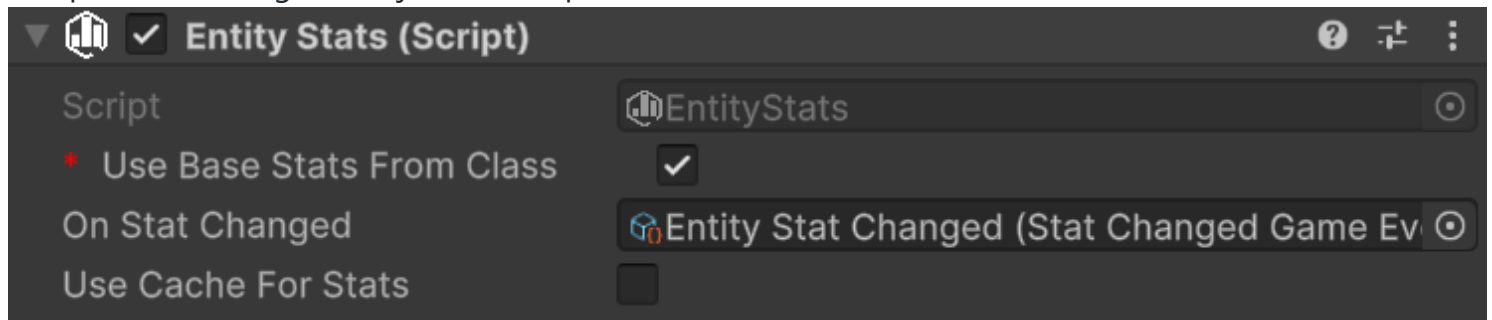 Entity Stats (Script)
Script EntityStats
* Use Base Stats From Class
On Stat Changed Entity Stat Changed (Stat Changed Game Ev
Use Cache For Stats